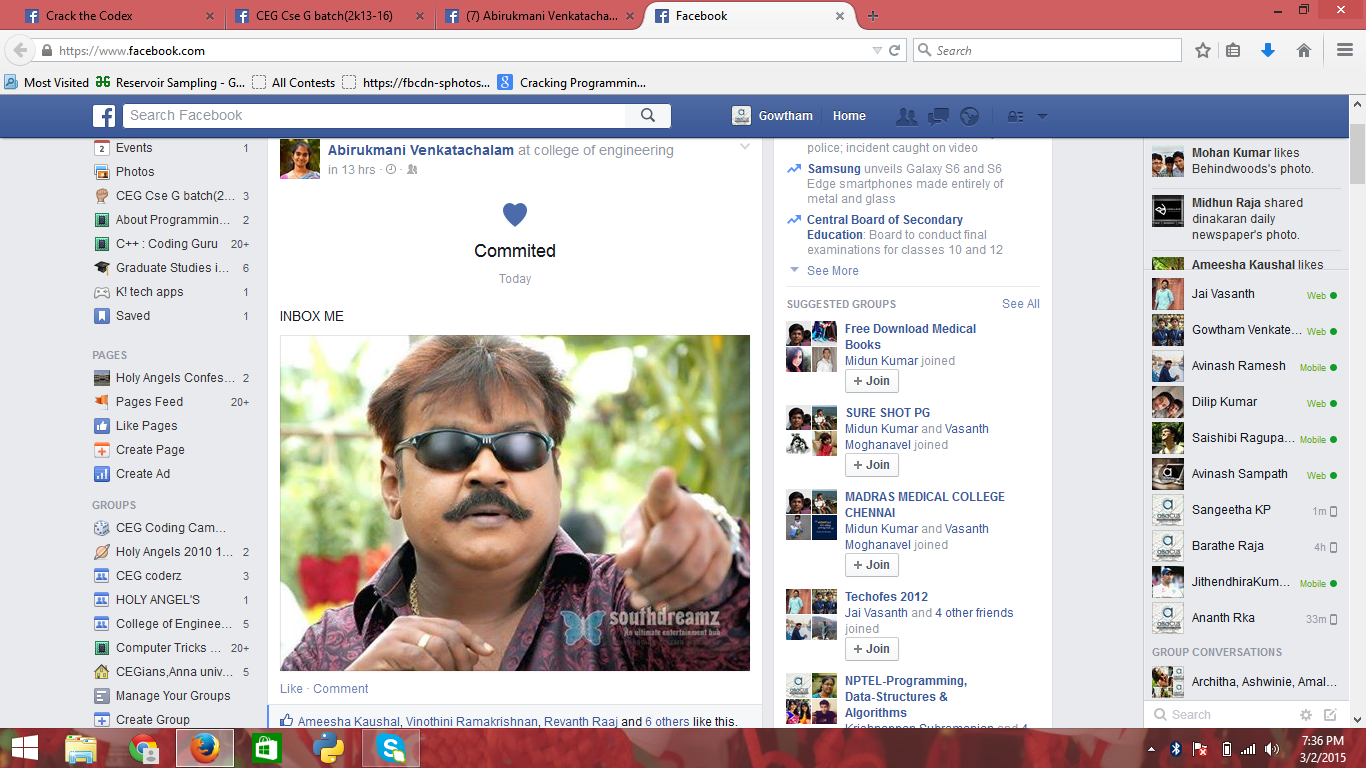 Crack the Codex
CEG Cse G batch(2k13-16)
(7) Abirukmani Venkatacha...
Facebook
https://www.facebook.com
Search
Most Visited
Reservoir Sampling - G...
All Contests
https://fbcdn-sphotos...
Cracking Programmin...
Search Facebook
Gowtham
Home
2 Events 1
Photos
CEG Cse G batch(2... 3
About Programmin... 2
C++ : Coding Guru 20+
Graduate Studies i... 6
K! tech apps 1
Saved 1
PAGES
Holy Angels Confes... 2
Pages Feed 20+
Like Pages
Create Page
Create Ad
GROUPS
CEG Coding Cam...
Holy Angels 2010 1... 2
CEG coderz 3
HOLY ANGEL'S 1
College of Enginee... 5
Computer Tricks ... 20+
CEGians,Anna univ... 5
Manage Your Groups
Create Group
Abirukmani Venkatachalam at college of engineering
in 13 hrs ·
Commited
Today
INBOX ME
southdreamz
An ultimate entertainment hub
Like · Comment
Ameesha Kaushal, Vinothini Ramakrishnan, Revanth Raaj and 6 others like this.
police; incident caught on video
Samsung unveils Galaxy S6 and S6
Edge smartphones made entirely of
metal and glass
Central Board of Secondary
Education: Board to conduct final
examinations for classes 10 and 12
See More
SUGGESTED GROUPS
See All
Free Download Medical
Books
Midun Kumar joined
+ Join
SURE SHOT PG
Midun Kumar and Vasanth
Moghanavel joined
+ Join
MADRAS MEDICAL COLLEGE
CHENNAI
Midun Kumar and Vasanth
Moghanavel joined
+ Join
Techofes 2012
Jai Vasanth and 4 other friends
joined
+ Join
NPTEL-Programming,
Data-Structures &
Algorithms
Krishnappan Subramanian and 4
Mohan Kumar likes
Behindwoods's photo.
Midhun Raja shared
dinakaran daily
newspaper's photo.
Ameesha Kaushal likes
Jai Vasanth Web
Gowtham Venkate... Web
Avinash Ramesh Mobile
Dilip Kumar Web
Saishibi Ragupa... Mobile
Avinash Sampath Web
Sangeetha KP 1m
Barathe Raja 4h
JithendhiraKum... Mobile
Ananth Rka 33m
GROUP CONVERSATIONS
Architha, Ashwinie, Amal...
Search
7:36 PM
3/2/2015